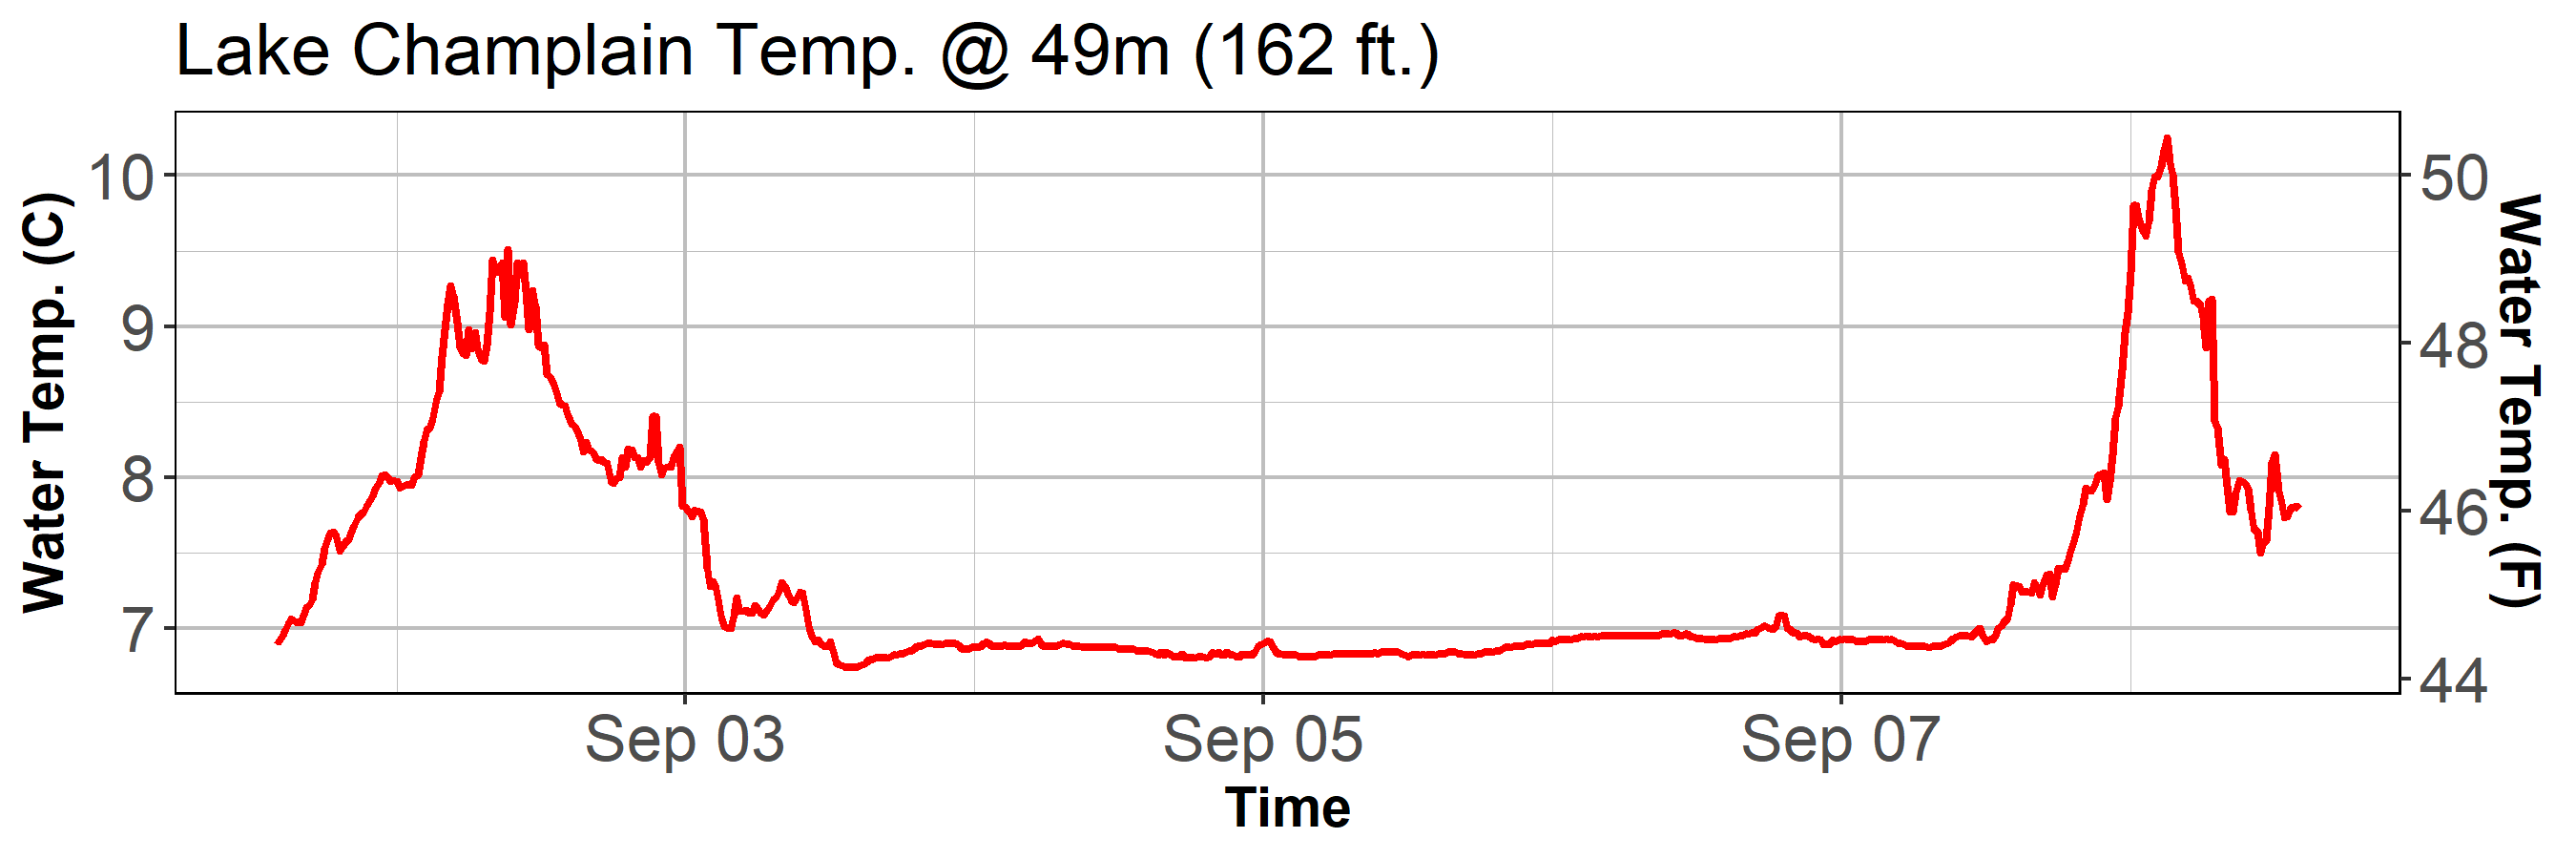 Lake Champlain Temp. @ 49m (162 ft.)
Water Temp. (C)
10
9
8
7
50
48
46
44
Water Temp. (F)
Sep 03 Sep 05 Sep 07
Time